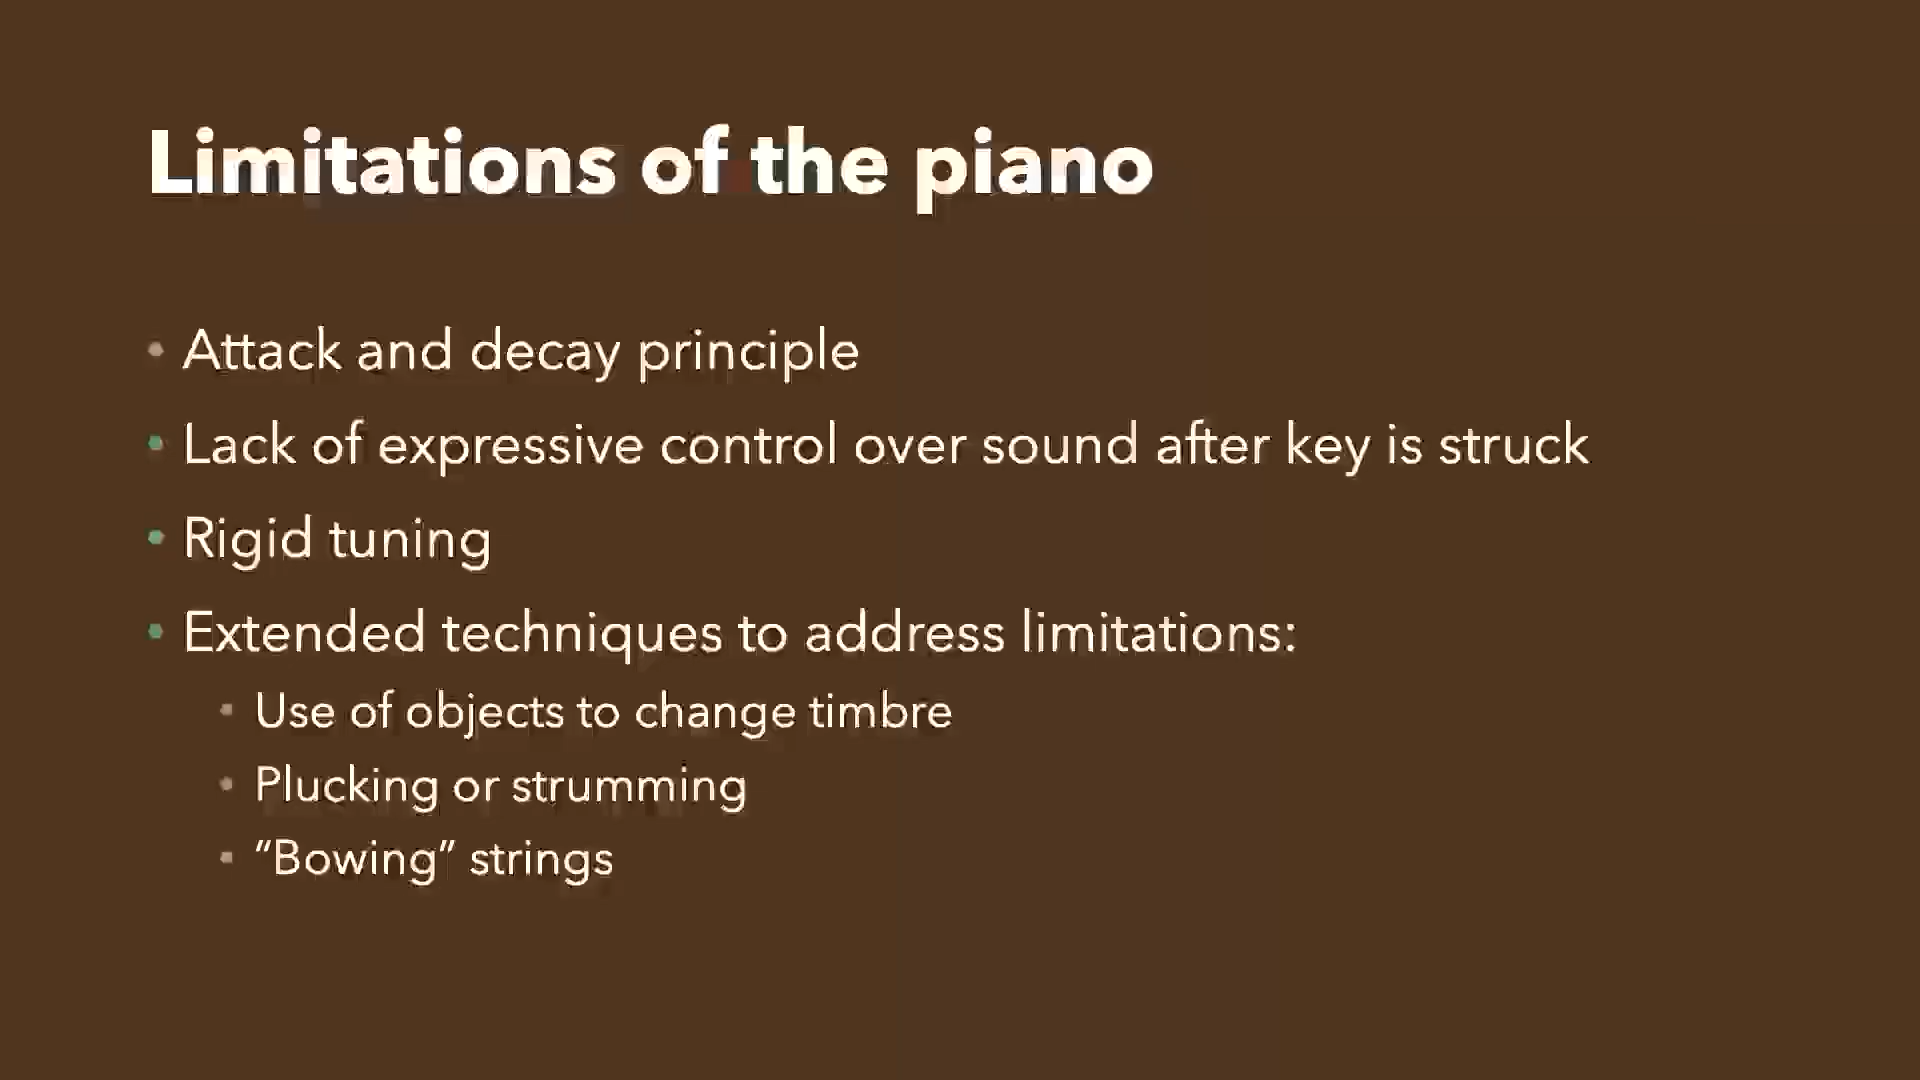 Limitations of the piano
• Attack and decay principle
• Lack of expressive control over sound after key is struck
• Rigid tuning
• Extended techniques to address limitations:
• Use of objects to change timbre
• Plucking or strumming
• “Bowing” strings